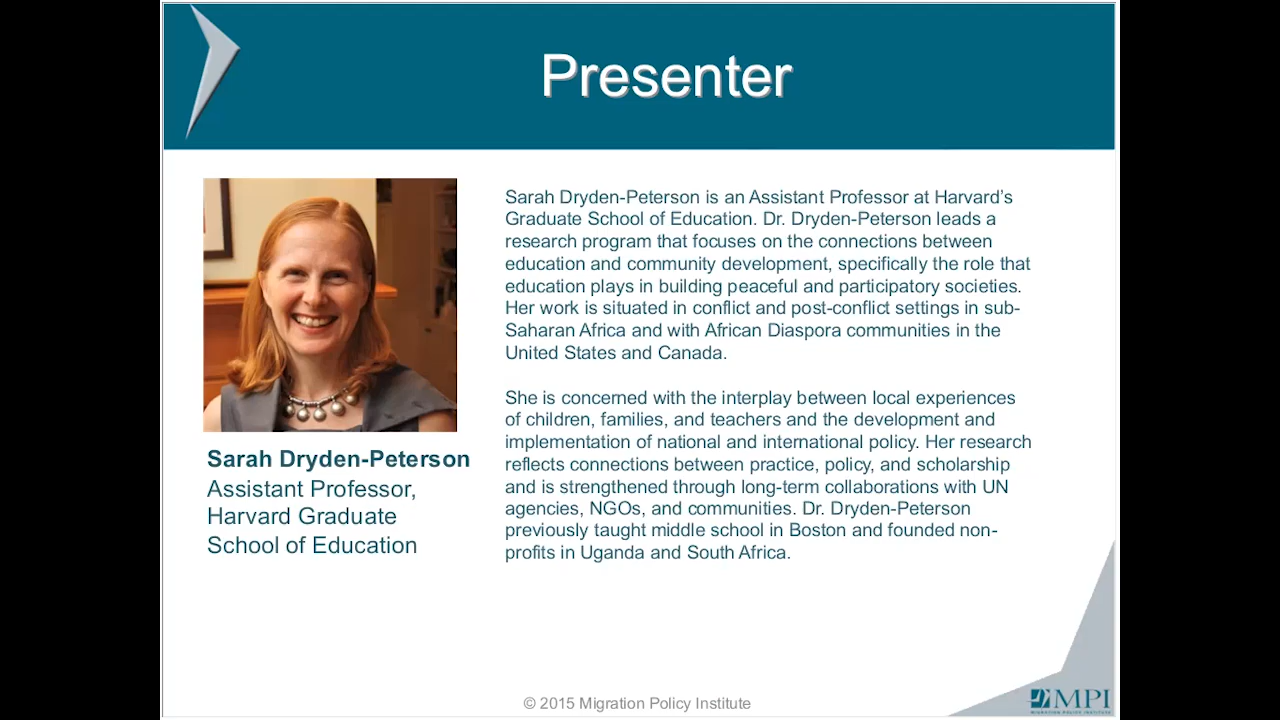 Presenter
Sarah Dryden-Peterson is an Assistant Professor at Harvard’s
Graduate School of Education. Dr. Dryden-Peterson leads a
research program that focuses on the connections between
education and community development, specifically the role that
education plays in building peaceful and participatory societies.
Her work is situated in conflict and post-conflict settings in sub-
Saharan Africa and with African Diaspora communities in the
United States and Canada.
She is concerned with the interplay between local experiences
of children, families, and teachers and the development and
implementation of national and international policy. Her research
reflects connections between practice, policy, and scholarship
and is strengthened through long-term collaborations with UN
agencies, NGOs, and communities. Dr. Dryden-Peterson
previously taught middle school in Boston and founded non-
profits in Uganda and South Africa.
Sarah Dryden-Peterson
Assistant Professor,
Harvard Graduate
School of Education
© 2015 Migration Policy Institute
MPI
MIGRATION POLICY INSTITUTE